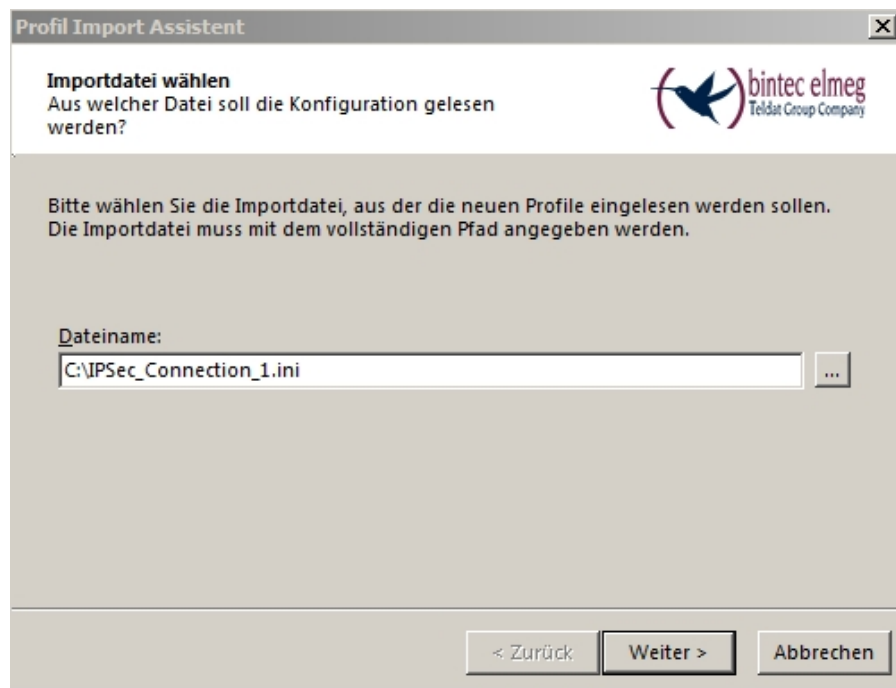 Profil Import Assistent
Importdatei wählen
Aus welcher Datei soll die Konfiguration gelesen
werden?
bintec elmeg
Teldat Group Company
Bitte wählen Sie die Importdatei, aus der die neuen Profile eingelesen werden sollen.
Die Importdatei muss mit dem vollständigen Pfad angegeben werden.
Dateiname:
C:\IPSec_Connection_1.ini
...
< Zurück
Weiter >
Abbrechen